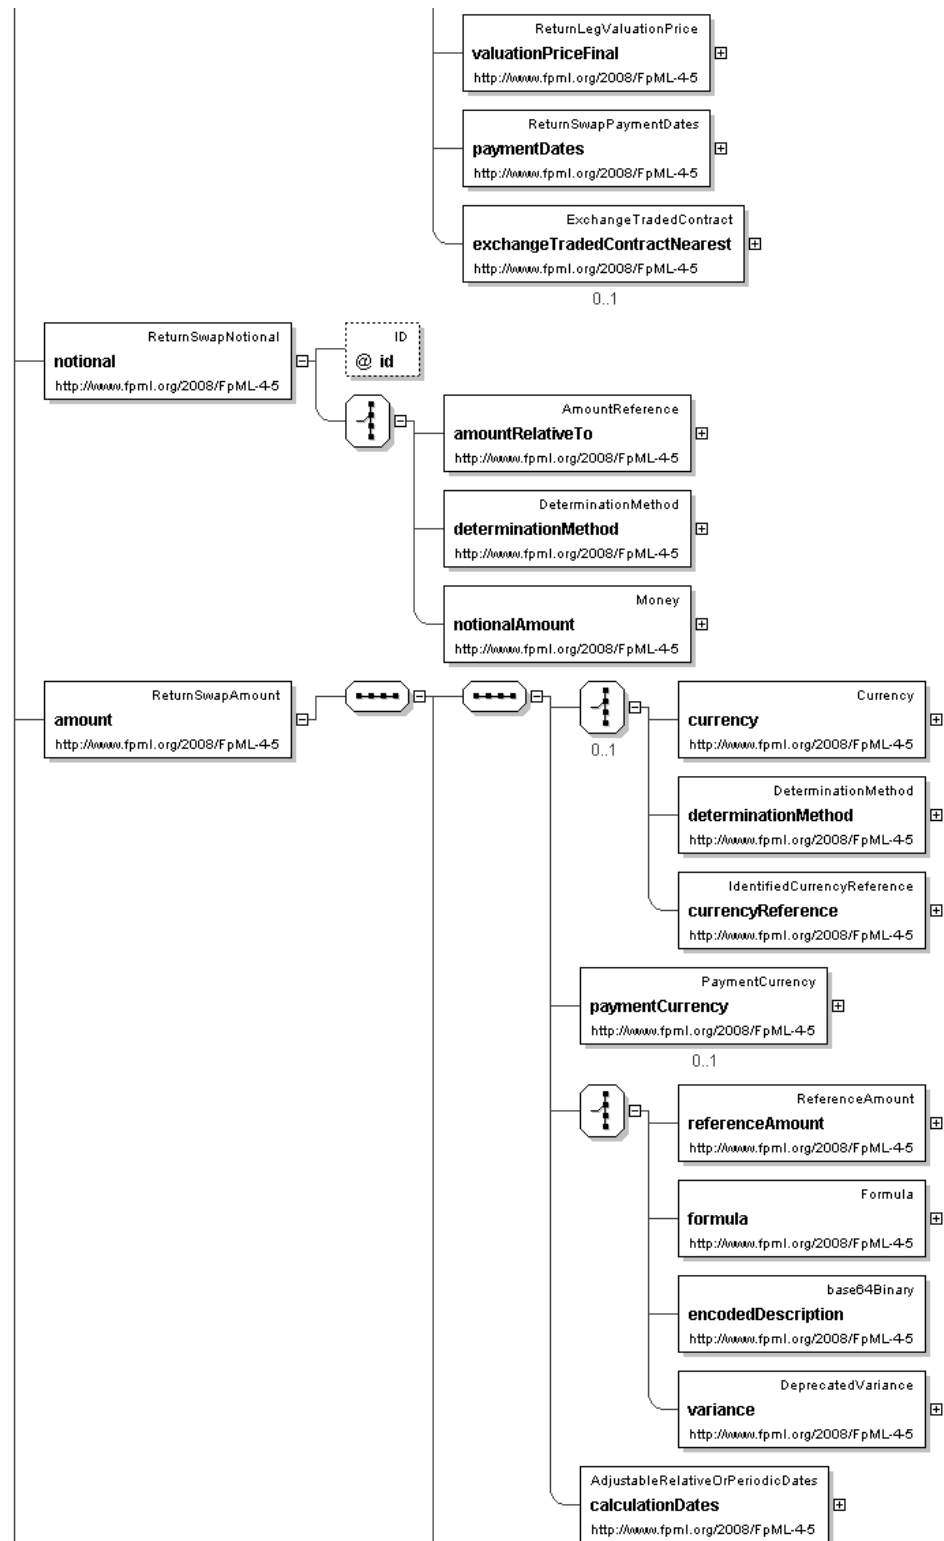 ReturnLegValuationPrice
valuationPriceFinal
http://www.fpml.org/2008/FpML-4-5
ReturnSwapPaymentDates
paymentDates
http://www.fpml.org/2008/FpML-4-5
ExchangeTradedContract
exchangeTradedContractNearest
http://www.fpml.org/2008/FpML-4-5
0..1
ReturnSwapNotional
notional
http://www.fpml.org/2008/FpML-4-5
ID
@ id
AmountReference
amountRelativeTo
http://www.fpml.org/2008/FpML-4-5
DeterminationMethod
determinationMethod
http://www.fpml.org/2008/FpML-4-5
Money
notionalAmount
http://www.fpml.org/2008/FpML-4-5
ReturnSwapAmount
amount
http://www.fpml.org/2008/FpML-4-5
0..1
Currency
currency
http://www.fpml.org/2008/FpML-4-5
DeterminationMethod
determinationMethod
http://www.fpml.org/2008/FpML-4-5
IdentifiedCurrencyReference
currencyReference
http://www.fpml.org/2008/FpML-4-5
PaymentCurrency
paymentCurrency
http://www.fpml.org/2008/FpML-4-5
0..1
ReferenceAmount
referenceAmount
http://www.fpml.org/2008/FpML-4-5
Formula
formula
http://www.fpml.org/2008/FpML-4-5
base64Binary
encodedDescription
http://www.fpml.org/2008/FpML-4-5
DeprecatedVariance
variance
http://www.fpml.org/2008/FpML-4-5
AdjustableRelativeOrPeriodicDates
calculationDates
http://www.fpml.org/2008/FpML-4-5